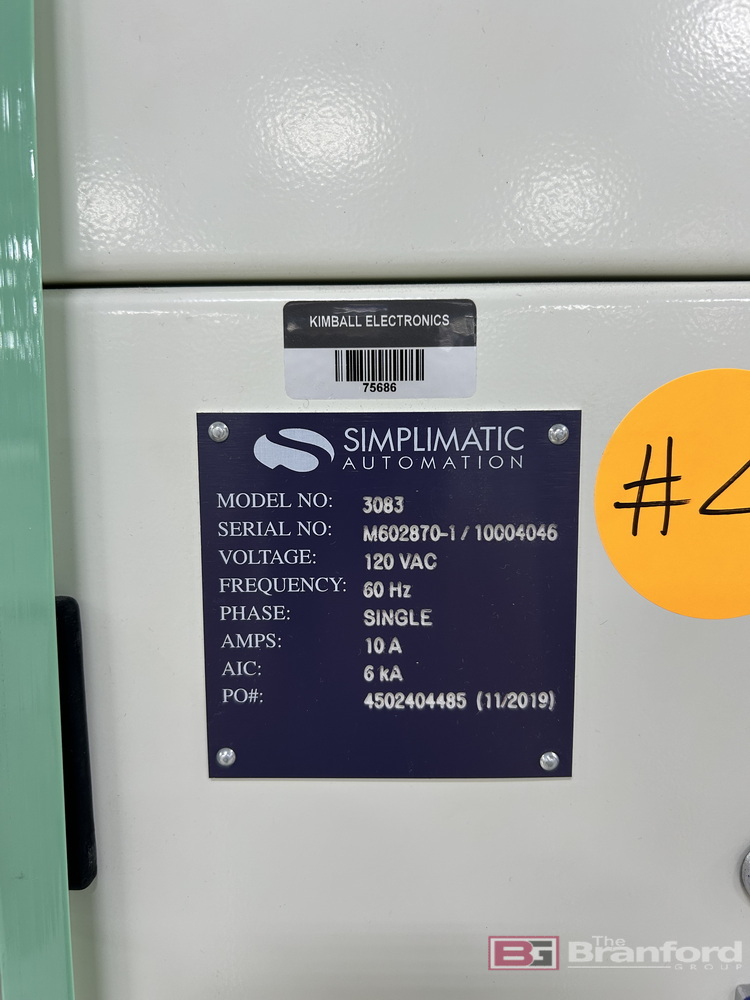 KIMBALL ELECTRONICS
75686
SIMPLIMATIC
AUTOMATION
MODEL NO: 3083
SERIAL NO: M602870-1 / 10004046
VOLTAGE: 120 VAC
FREQUENCY: 60 Hz
PHASE: SINGLE
AMPS: 10 A
AIC: 6 kA
PO#: 4502404485 (11/2019)
#
BG The Branford GROUP